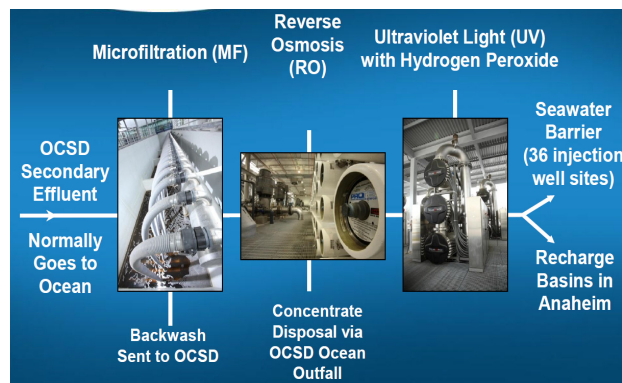 Microfiltration (MF)
Reverse
Osmosis
(RO)
Ultraviolet Light (UV)
with Hydrogen Peroxide
OCSD
Secondary
Effluent
Normally
Goes to
Ocean
Backwash
Sent to OCSD
Concentrate
Disposal via
OCSD Ocean
Outfall
Seawater
Barrier
(36 injection
well sites)
Recharge
Basins in
Anaheim